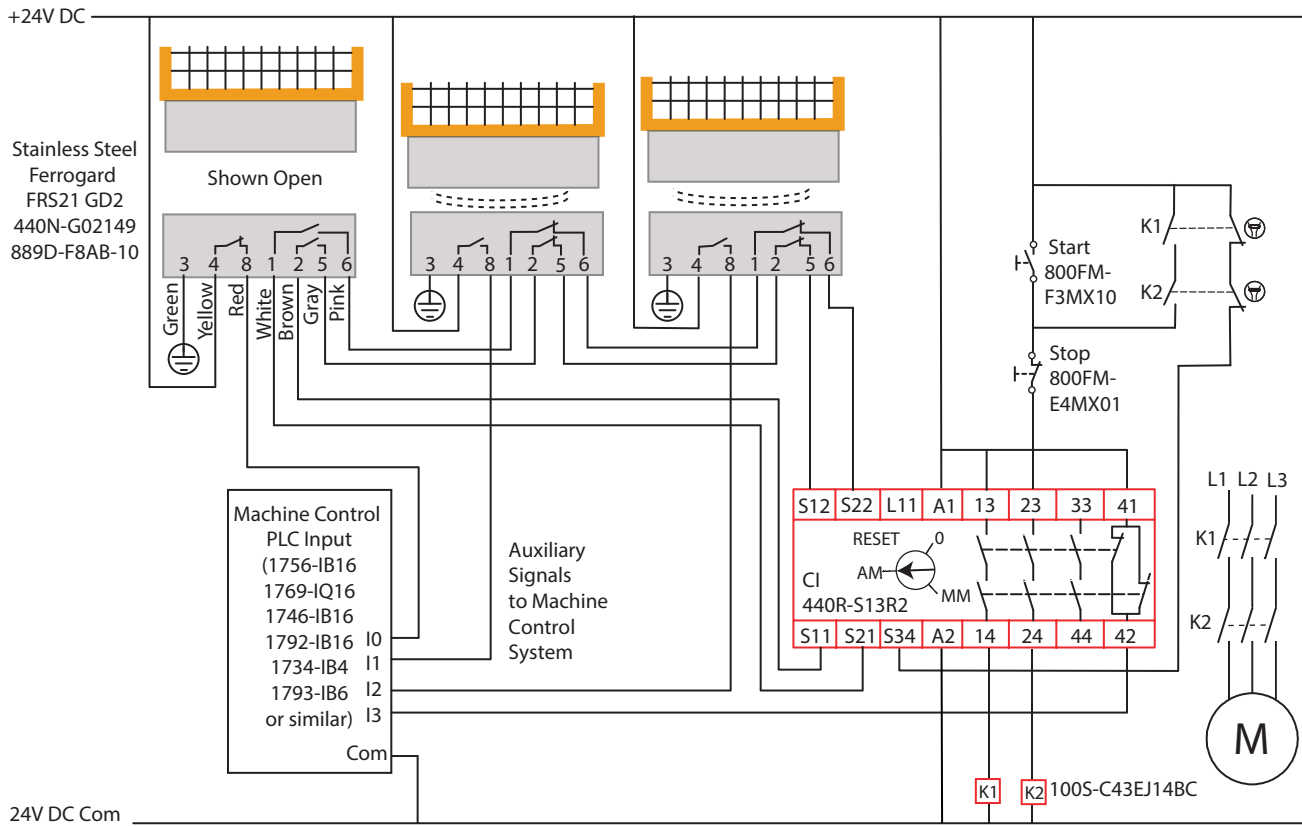 +24V DC
Stainless Steel
Ferrogard
FRS21 GD2
440N-G02149
889D-F8AB-10
Shown Open
3 4 8 1 2 5 6
Green
Yellow
Red
White
Brown
Gray
Pink
3 4 8 1 2 5 6
3 4 8 1 2 5 6
Start
800FM-
F3MX10
K1
K2
Stop
800FM-
E4MX01
Machine Control
PLC Input
(1756-IB16
1769-IQ16
1746-IB16
1792-IB16
1734-IB4
1793-IB6
or similar)
I0
I1
I2
I3
Com
Auxiliary
Signals
to Machine
Control
System
S12 S22 L11 A1 13 23 33 41
RESET
0
AM
MM
CI
440R-S13R2
S11 S21 S34 A2 14 24 44 42
L1 L2 L3
K1
K2
M
K1
K2
100S-C43EJ14BC
24V DC Com